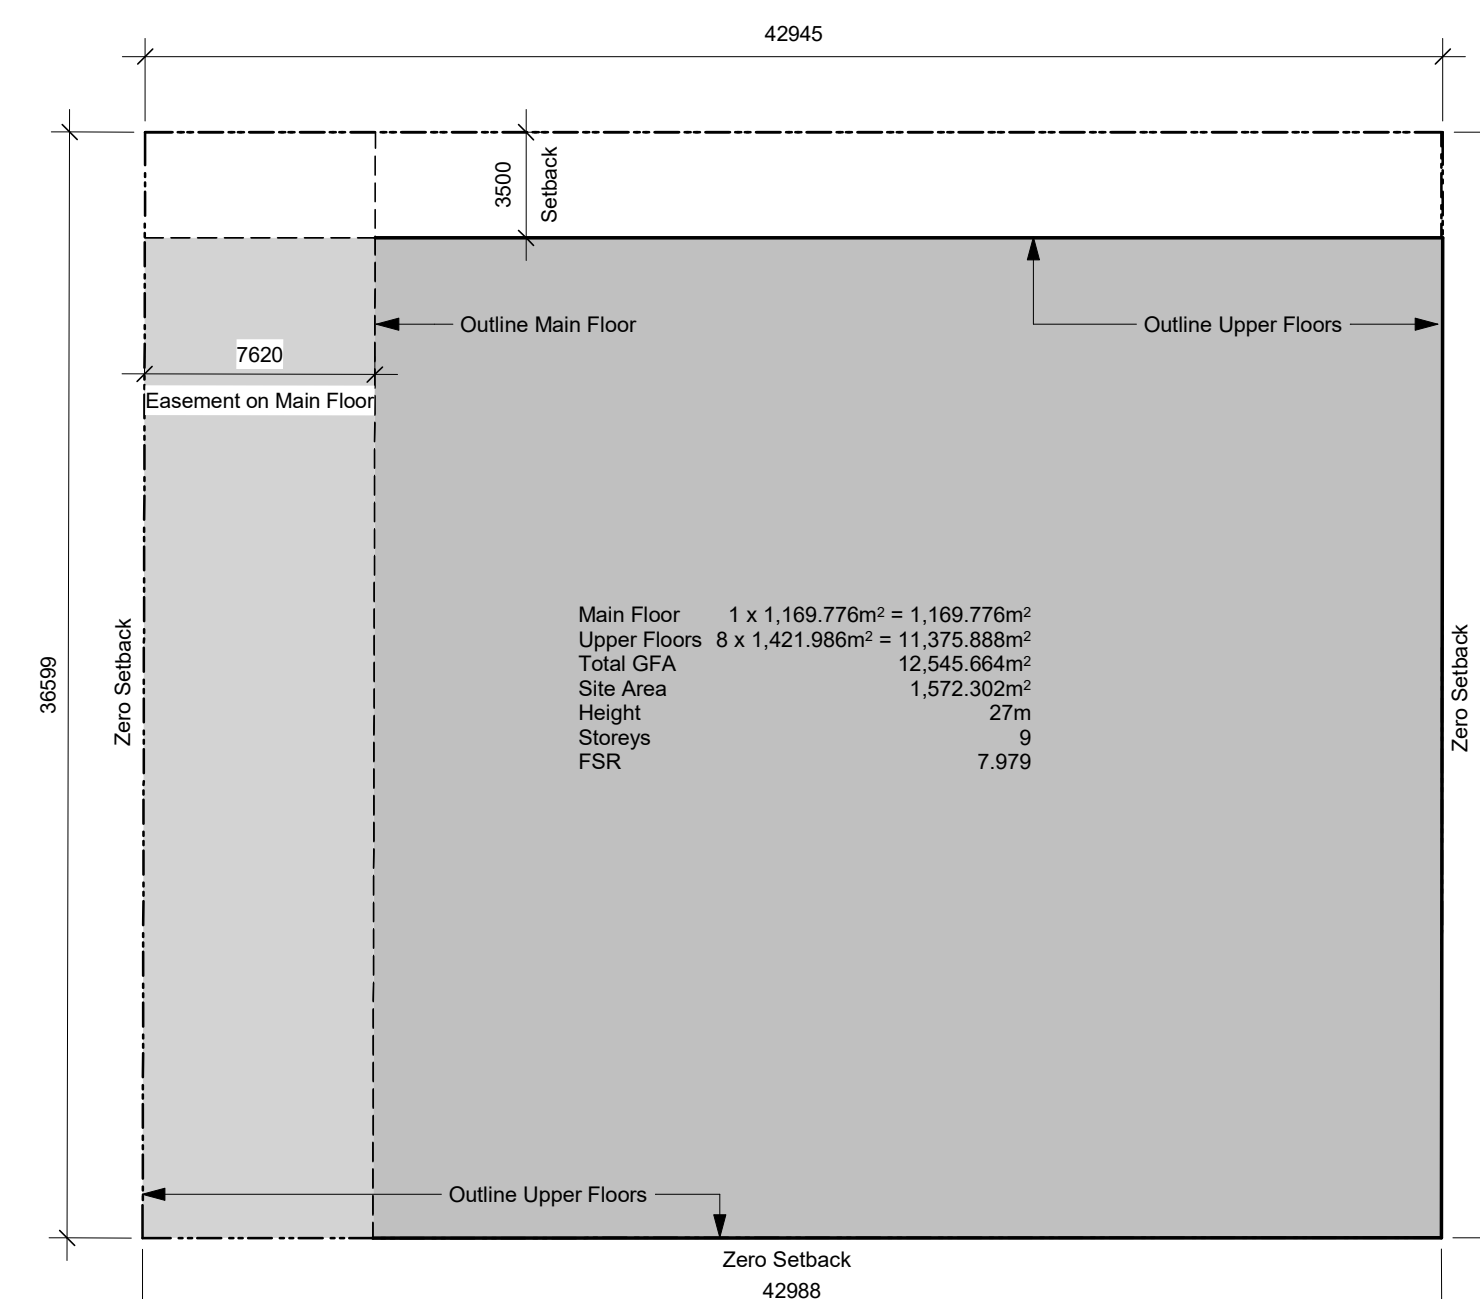 42945
3500
Setback
Outline Main Floor
Outline Upper Floors
7620
Easement on Main Floor
Main Floor 1 x 1,169.776m² = 1,169.776m²
Upper Floors 8 x 1,421.986m² = 11,375.888m²
Total GFA 12,545.664m²
Site Area 1,572.302m²
Height 27m
Storeys 9
FSR 7.979
36599
Zero Setback
Zero Setback
Outline Upper Floors
Zero Setback
42988